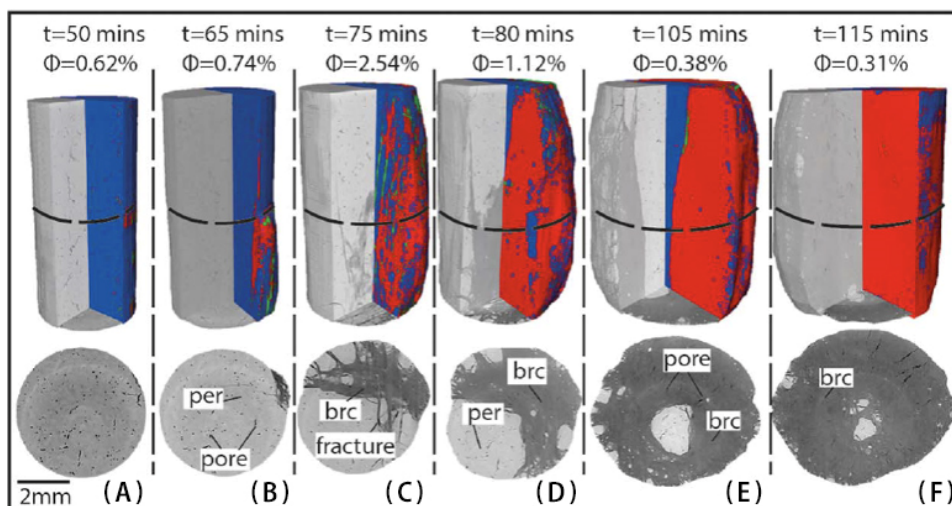 t=50 mins
Φ=0.62%
t=65 mins
Φ=0.74%
t=75 mins
Φ=2.54%
t=80 mins
Φ=1.12%
t=105 mins
Φ=0.38%
t=115 mins
Φ=0.31%
per
pore
brc
fracture
brc
per
pore
brc
brc
2mm
(A)
(B)
(C)
(D)
(E)
(F)